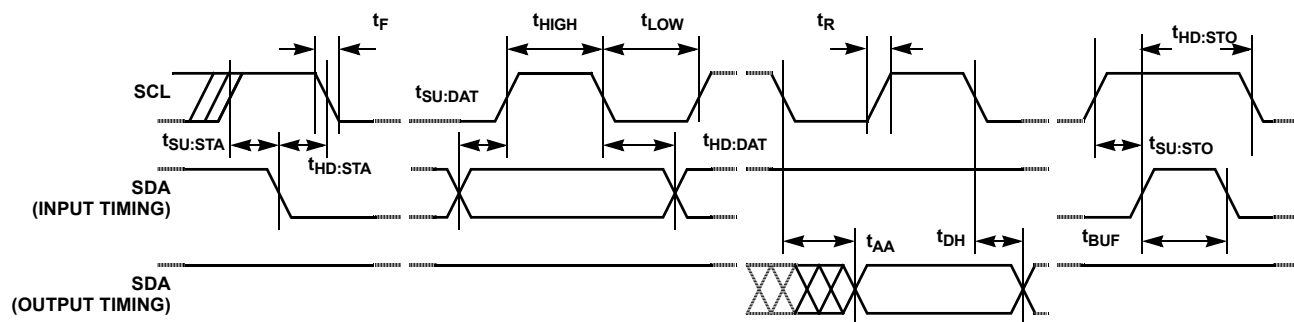 tF
tHIGH
tLOW
tR
tHD:STO
SCL
tSU:DAT
tSU:STA
tHD:STA
tHD:DAT
tSU:STO
SDA
(INPUT TIMING)
tAA
tDH
tBUF
SDA
(OUTPUT TIMING)